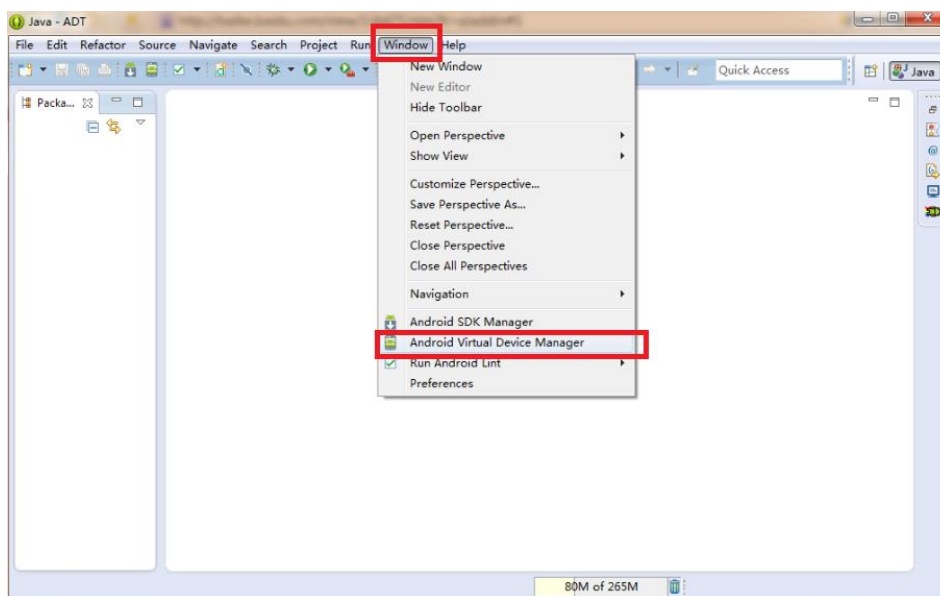 Java - ADT
File Edit Refactor Source Navigate Search Project Run Window Help
Quick Access
Java
Packa...
New Window
New Editor
Hide Toolbar
Open Perspective
Show View
Customize Perspective...
Save Perspective As...
Reset Perspective...
Close Perspective
Close All Perspectives
Navigation
Android SDK Manager
Android Virtual Device Manager
Run Android Lint
Preferences
80M of 265M